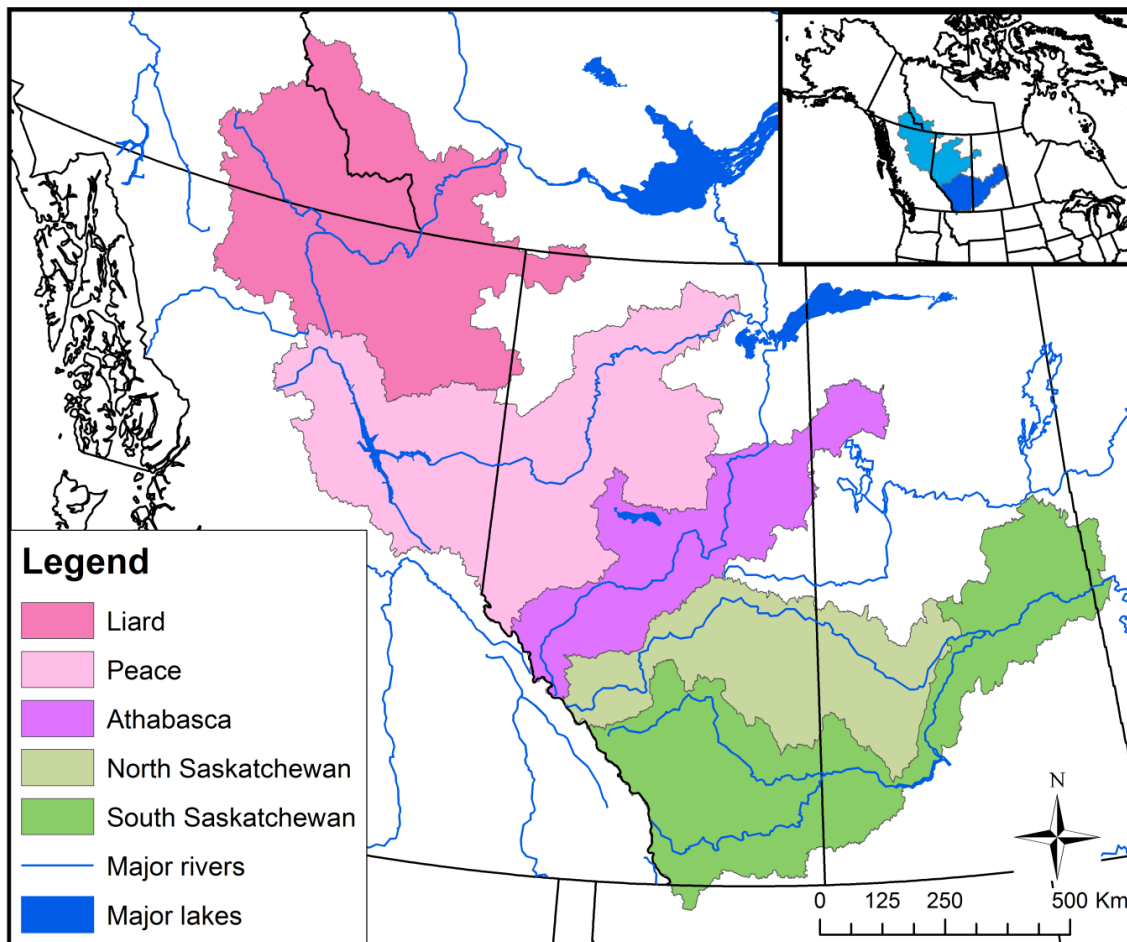 Legend
Liard
Peace
Athabasca
North Saskatchewan
South Saskatchewan
Major rivers
Major lakes
N
0 125 250 500 Km